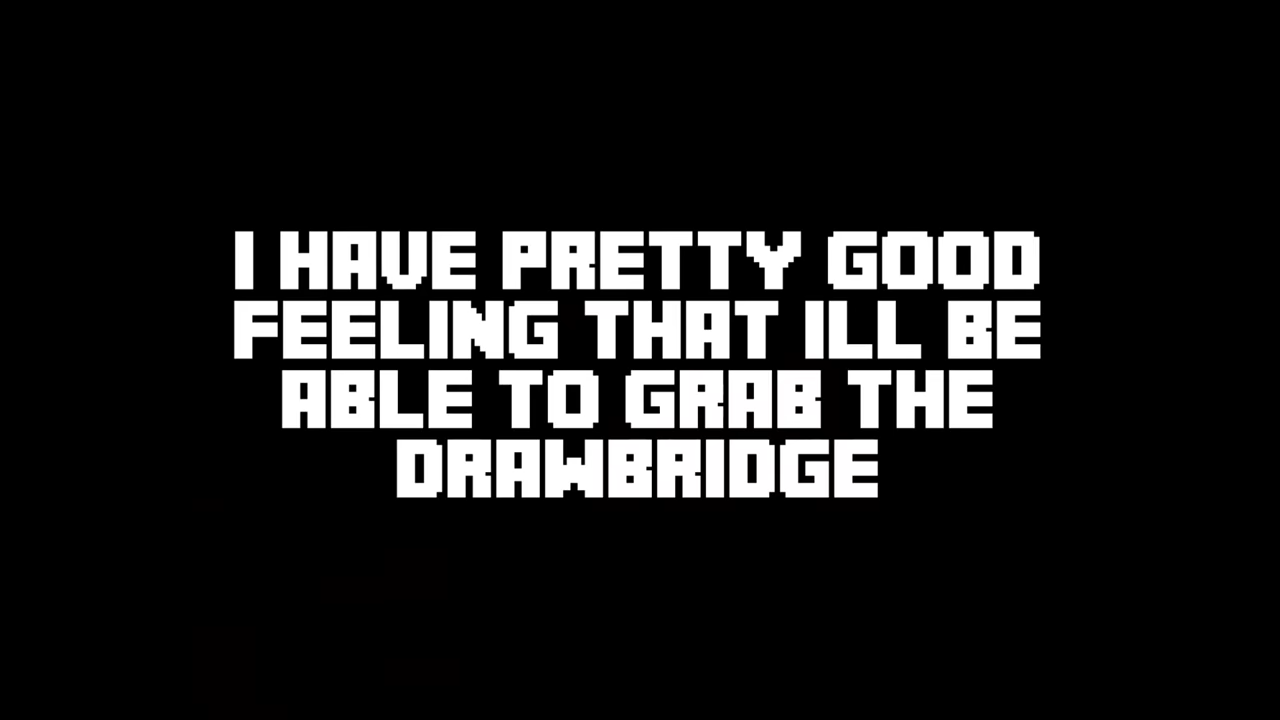 I HAVE PRETTY GOOD
FEELING THAT ILL BE
ABLE TO GRAB THE
DRAWBRIDGE